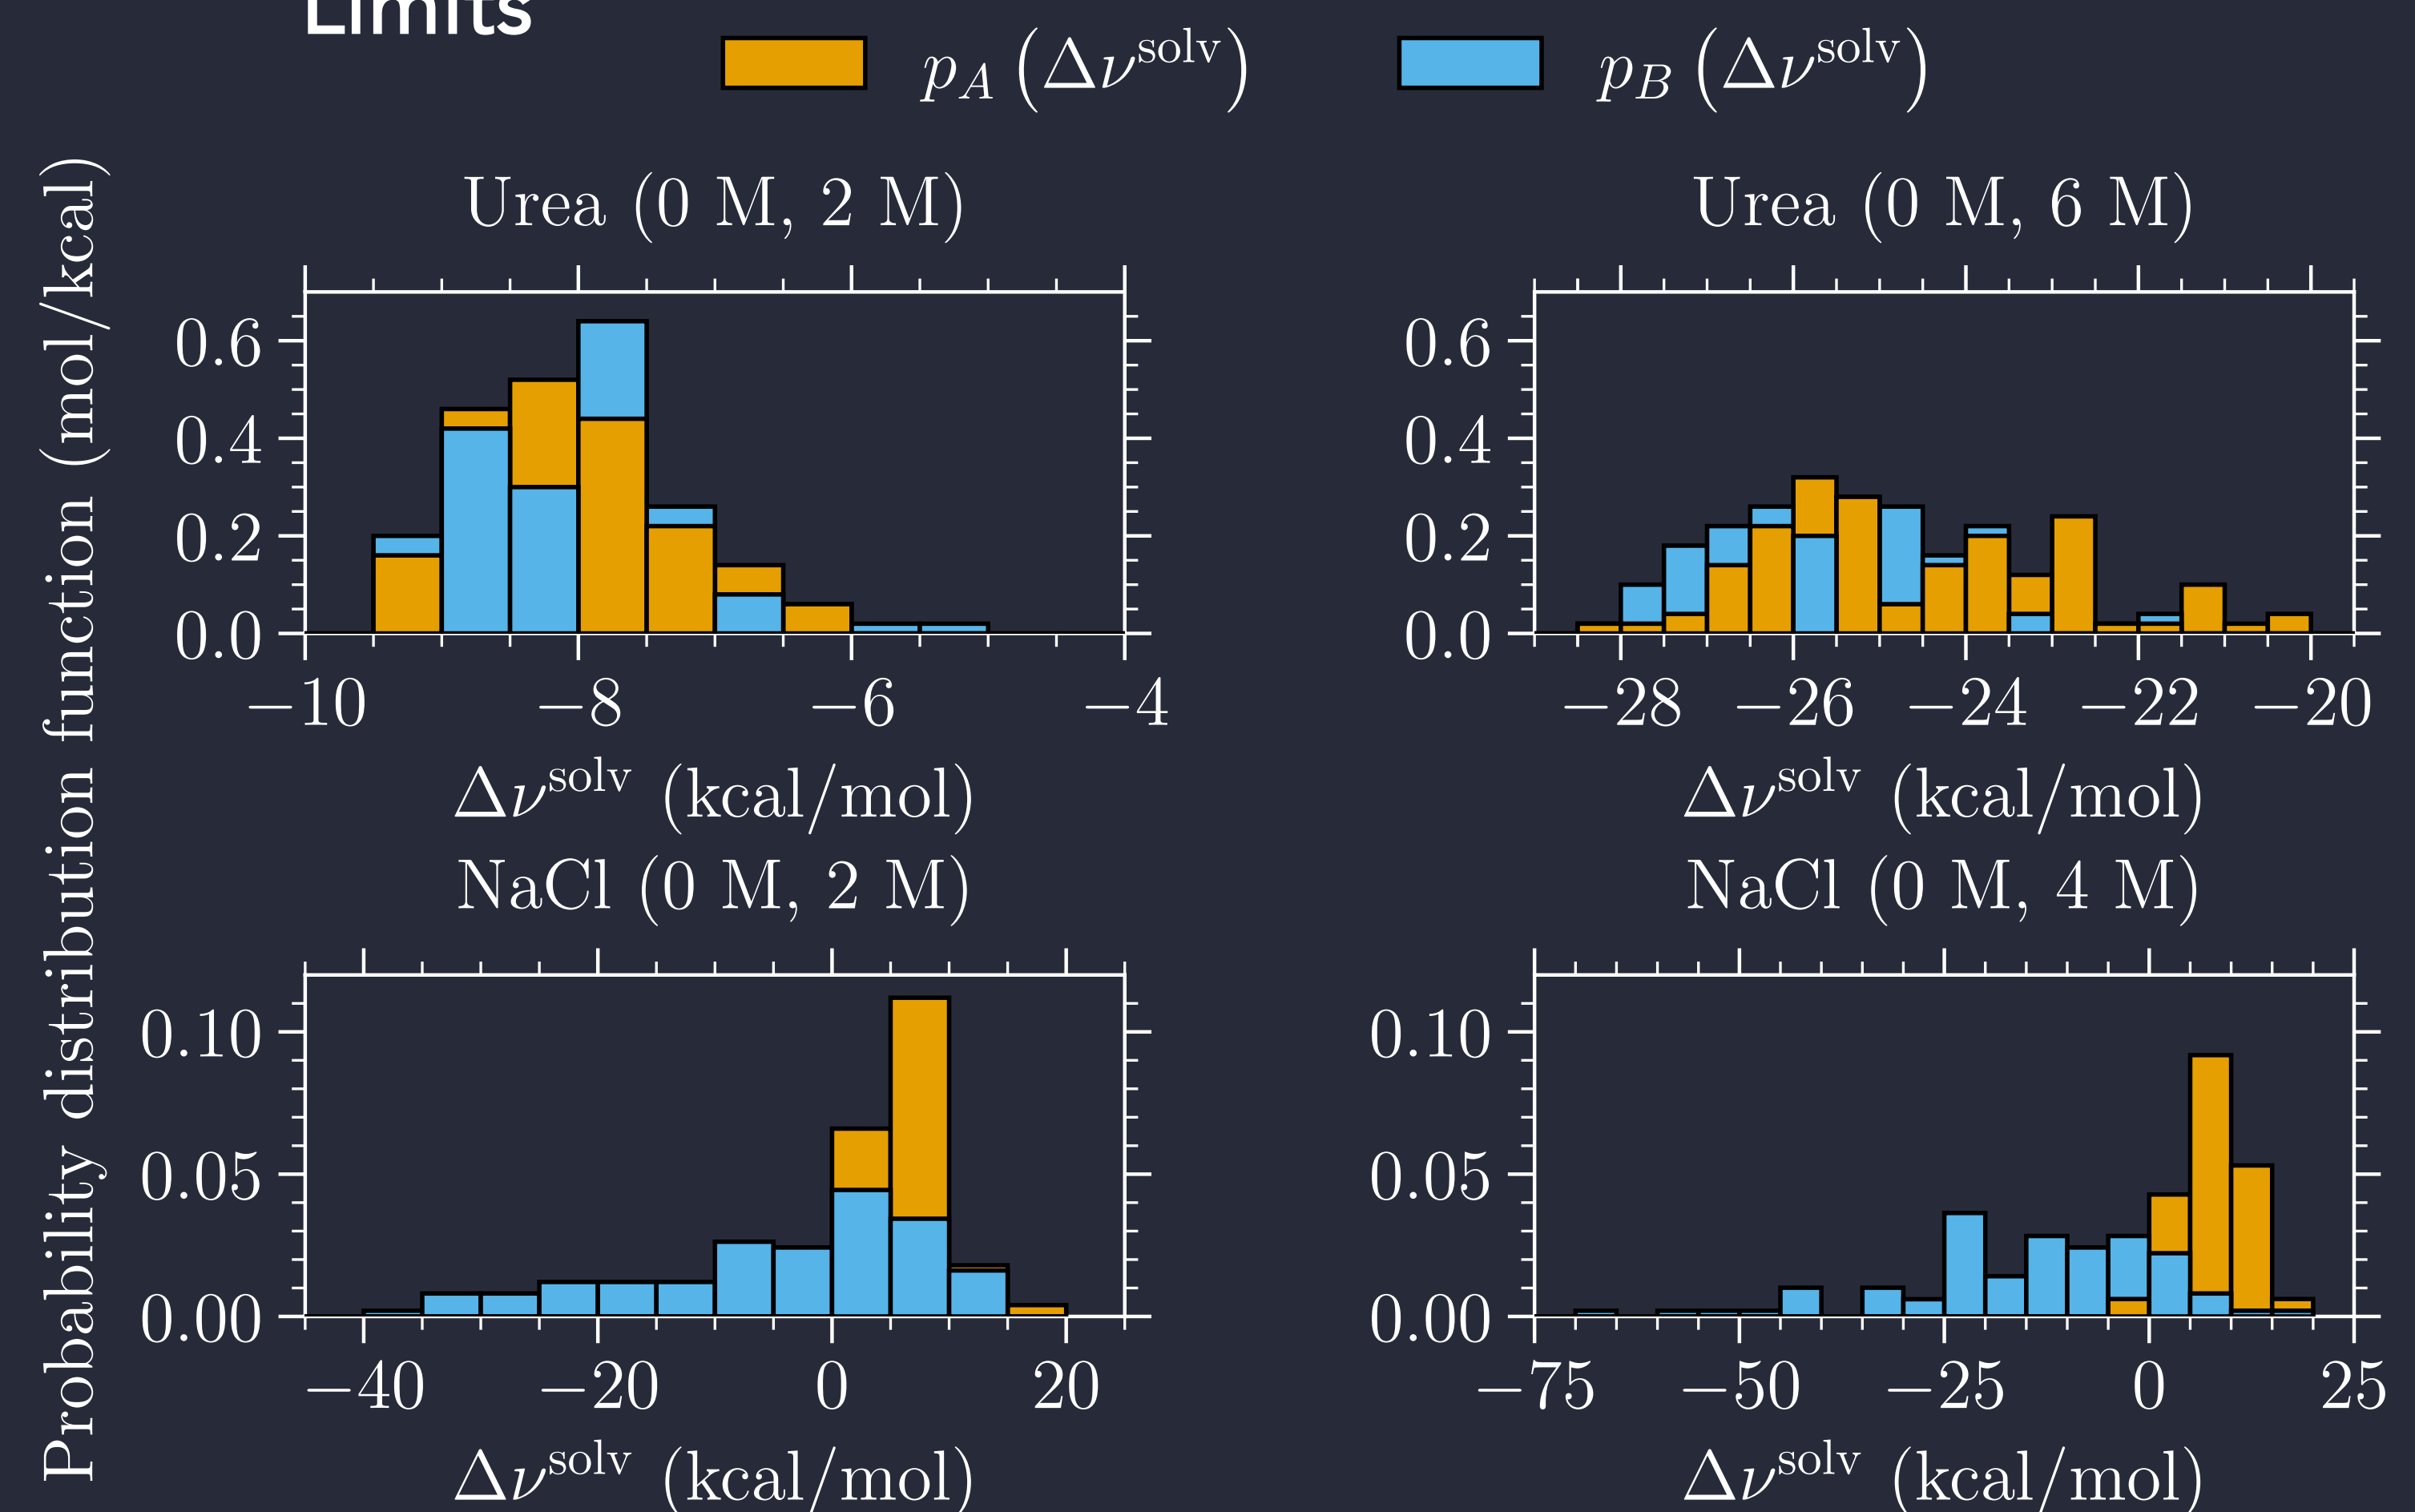 Limits
p_A (Δν^solv) p_B (Δν^solv)
Probability distribution function (mol/kcal)
Urea (0 M, 2 M)
0.6
0.4
0.2
0.0
−10 −8 −6 −4
Δν^solv (kcal/mol)
Urea (0 M, 6 M)
0.6
0.4
0.2
0.0
−28 −26 −24 −22 −20
Δν^solv (kcal/mol)
NaCl (0 M, 2 M)
0.10
0.05
0.00
−40 −20 0 20
Δν^solv (kcal/mol)
NaCl (0 M, 4 M)
0.10
0.05
0.00
−75 −50 −25 0 25
Δν^solv (kcal/mol)